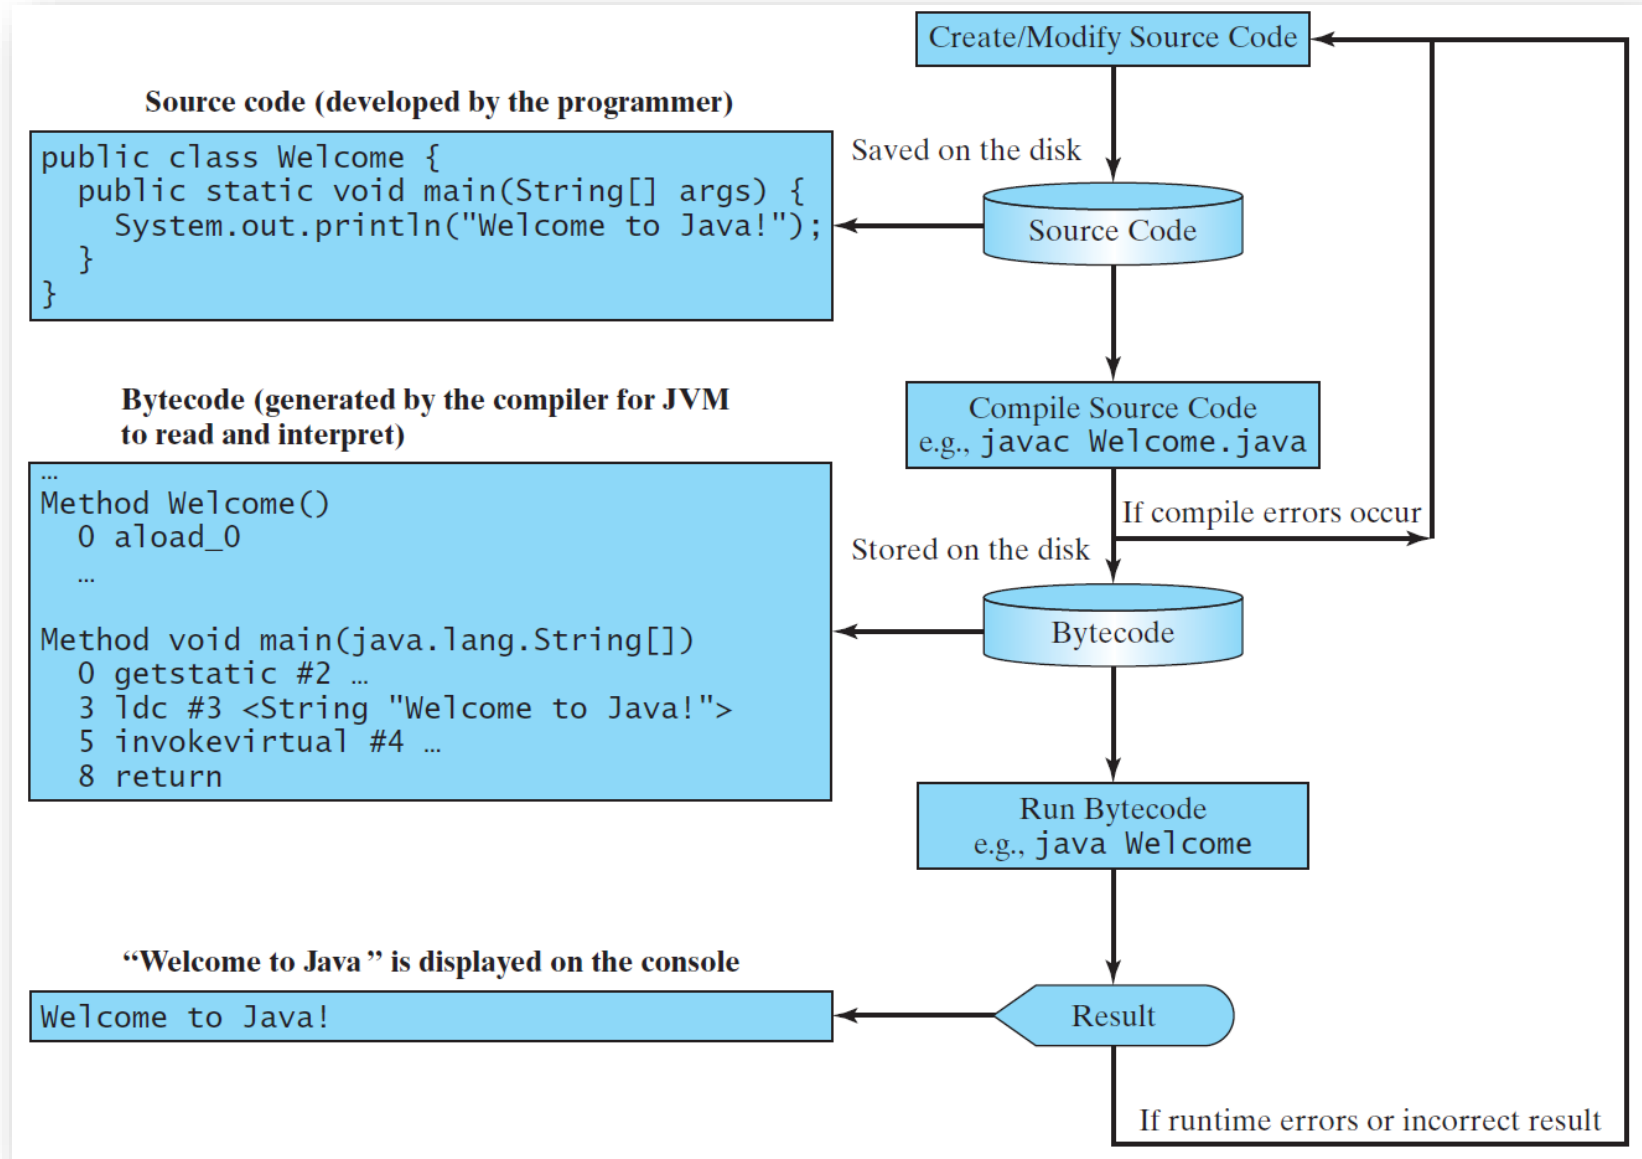 Create/Modify Source Code
Source code (developed by the programmer)
public class Welcome {
  public static void main(String[] args) {
    System.out.println("Welcome to Java!");
  }
}
Saved on the disk
Source Code
Compile Source Code
e.g., javac Welcome.java
If compile errors occur
Bytecode (generated by the compiler for JVM
to read and interpret)
…
Method Welcome()
  0 aload_0
  …
Method void main(java.lang.String[])
  0 getstatic #2 …
  3 ldc #3 <String "Welcome to Java!">
  5 invokevirtual #4 …
  8 return
Stored on the disk
Bytecode
Run Bytecode
e.g., java Welcome
“Welcome to Java ” is displayed on the console
Welcome to Java!
Result
If runtime errors or incorrect result